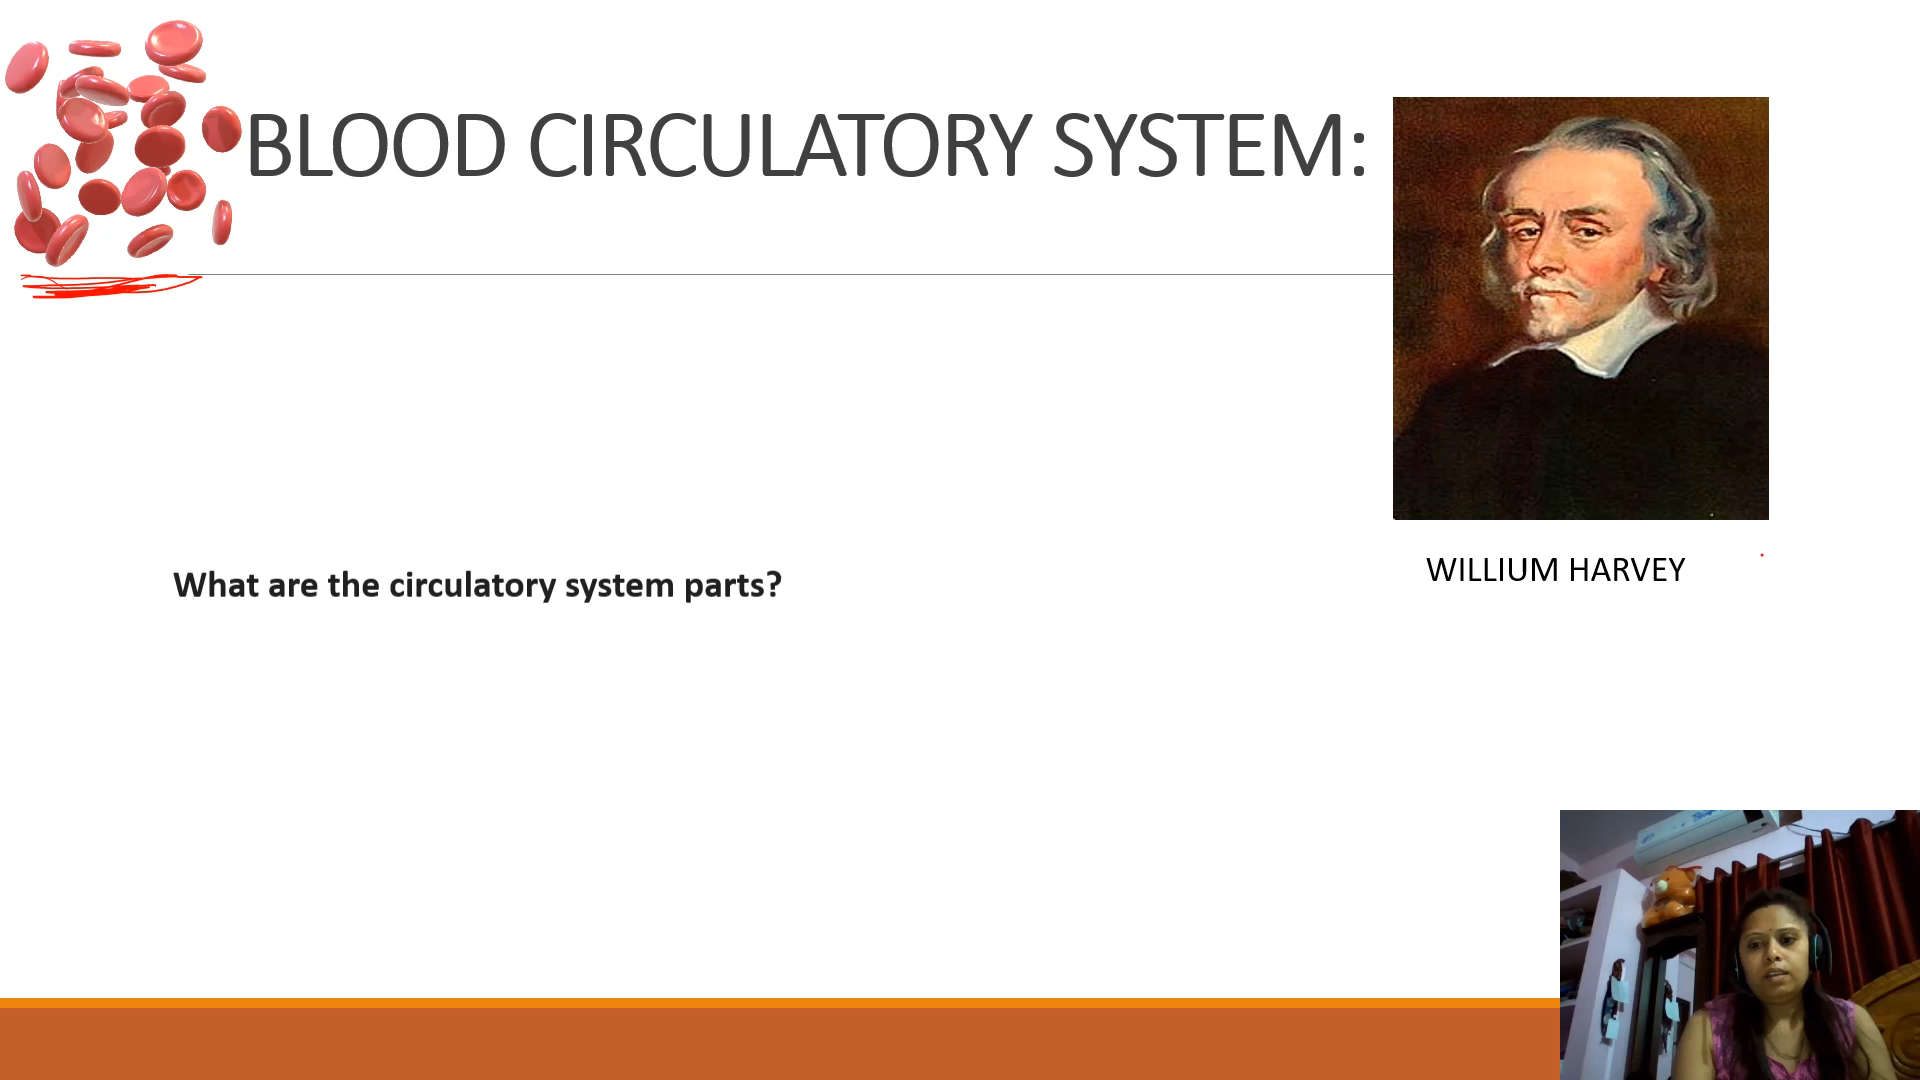 BLOOD CIRCULATORY SYSTEM:
WILLIUM HARVEY
What are the circulatory system parts?